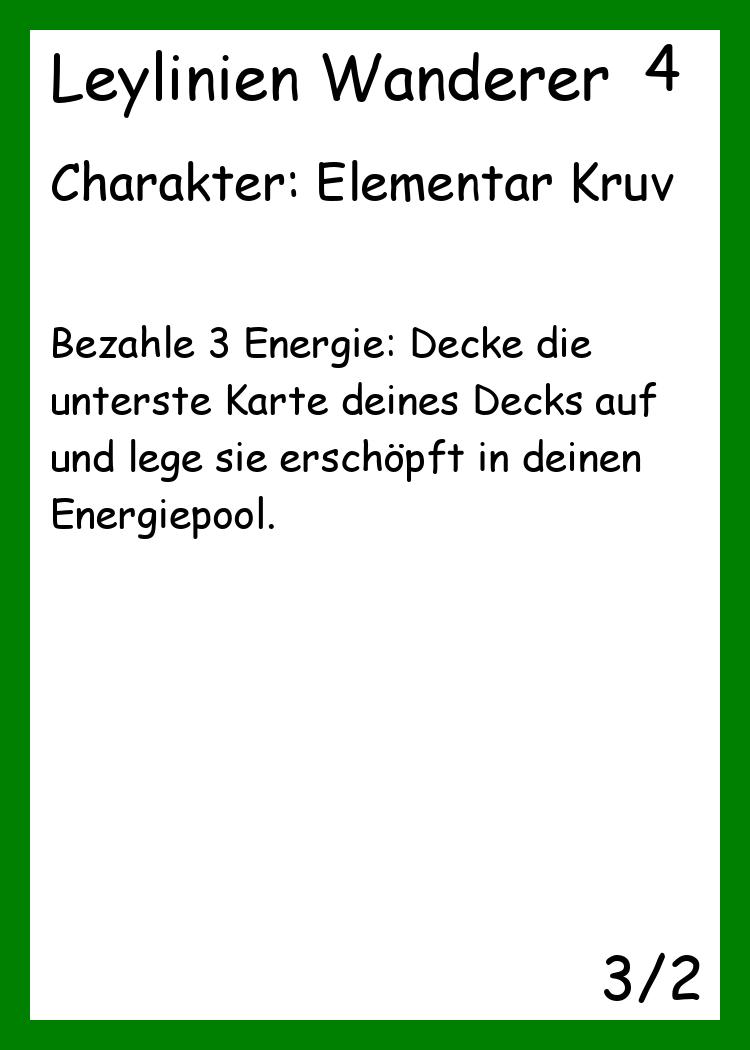 Leylinien Wanderer 4
Charakter: Elementar Kruv
Bezahle 3 Energie: Decke die
unterste Karte deines Decks auf
und lege sie erschöpft in deinen
Energiepool.
3/2